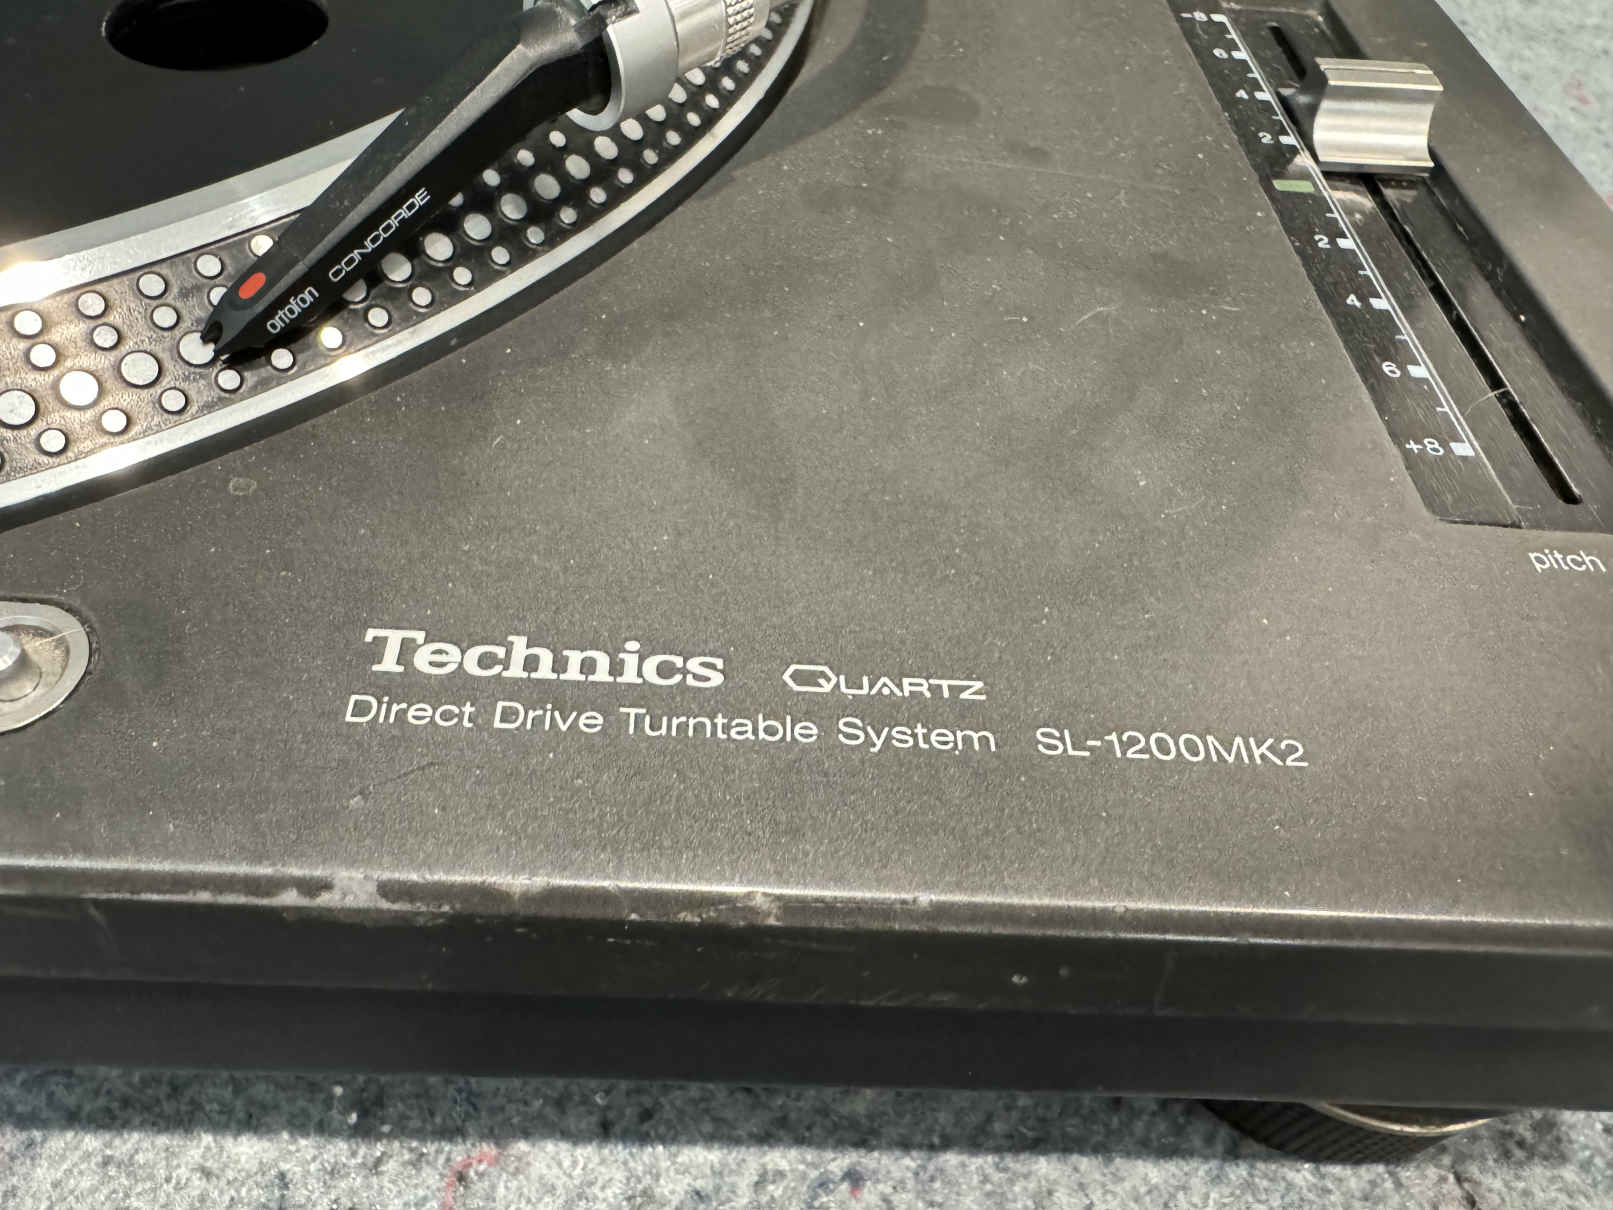 -8
6
4
2
2
4
6
+8
pitch
ortofon CONCORDE
Technics QUARTZ
Direct Drive Turntable System SL-1200MK2